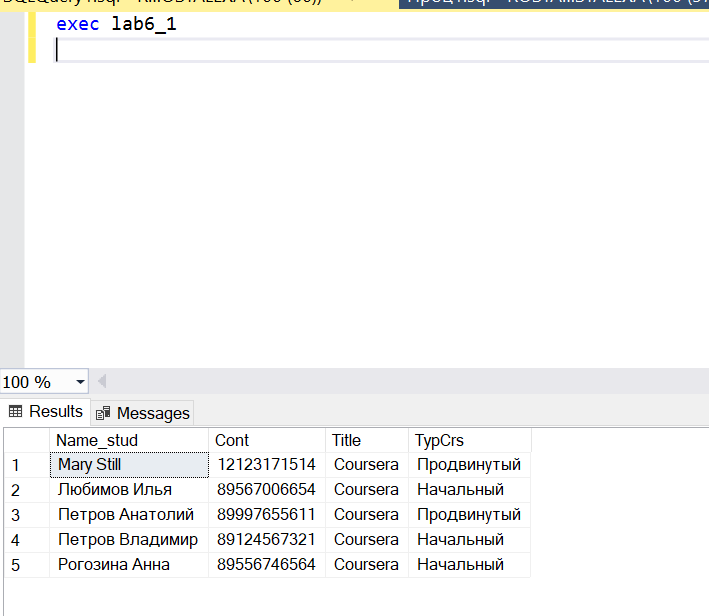 exec lab6_1
100 %
Results Messages
Name_stud Cont Title TypCrs
1 Mary Still 12123171514 Coursera Продвинутый
2 Любимов Илья 89567006654 Coursera Начальный
3 Петров Анатолий 89997655611 Coursera Продвинутый
4 Петров Владимир 89124567321 Coursera Начальный
5 Рогозина Анна 89556746564 Coursera Начальный